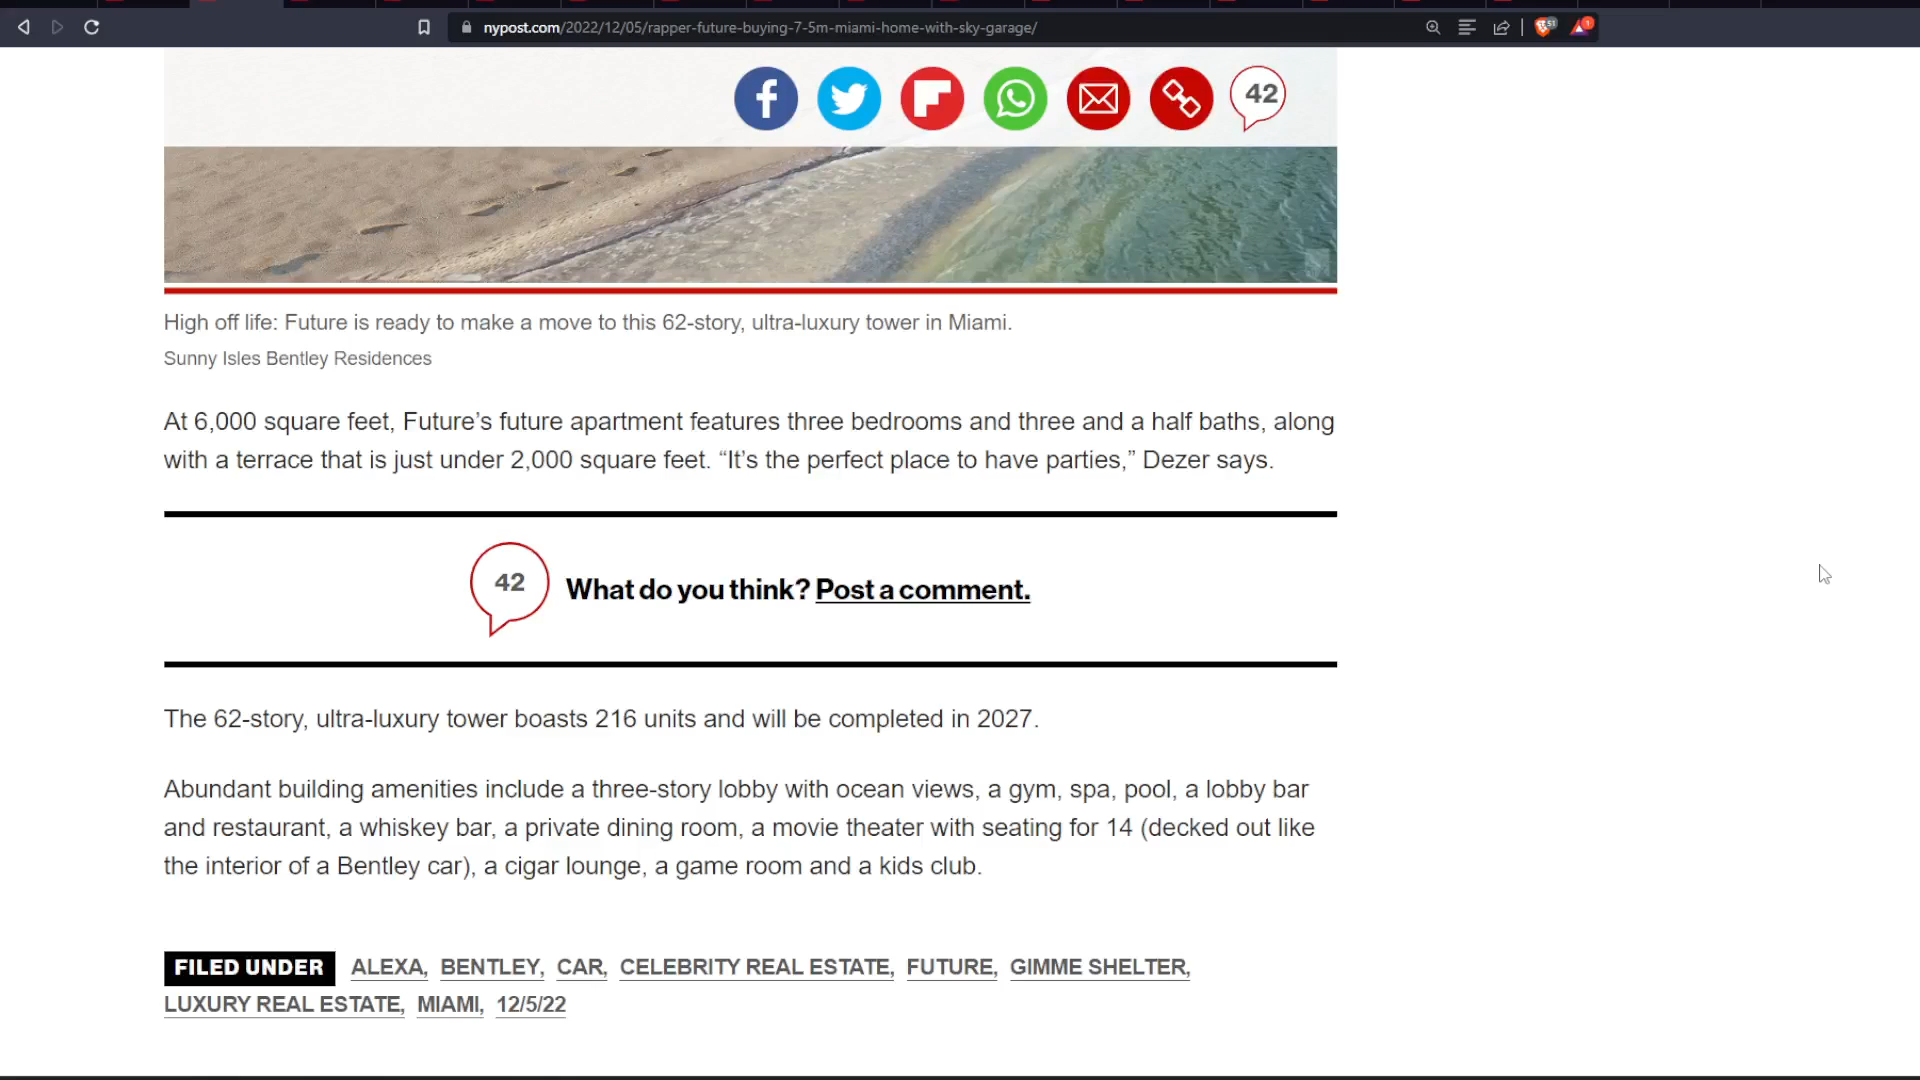 nypost.com/2022/12/05/rapper-future-buying-7-5m-miami-home-with-sky-garage/
51
1
42
High off life: Future is ready to make a move to this 62-story, ultra-luxury tower in Miami.
Sunny Isles Bentley Residences
At 6,000 square feet, Future’s future apartment features three bedrooms and three and a half baths, along
with a terrace that is just under 2,000 square feet. “It’s the perfect place to have parties,” Dezer says.
42
What do you think? Post a comment.
The 62-story, ultra-luxury tower boasts 216 units and will be completed in 2027.
Abundant building amenities include a three-story lobby with ocean views, a gym, spa, pool, a lobby bar
and restaurant, a whiskey bar, a private dining room, a movie theater with seating for 14 (decked out like
the interior of a Bentley car), a cigar lounge, a game room and a kids club.
FILED UNDER ALEXA, BENTLEY, CAR, CELEBRITY REAL ESTATE, FUTURE, GIMME SHELTER,
LUXURY REAL ESTATE, MIAMI, 12/5/22